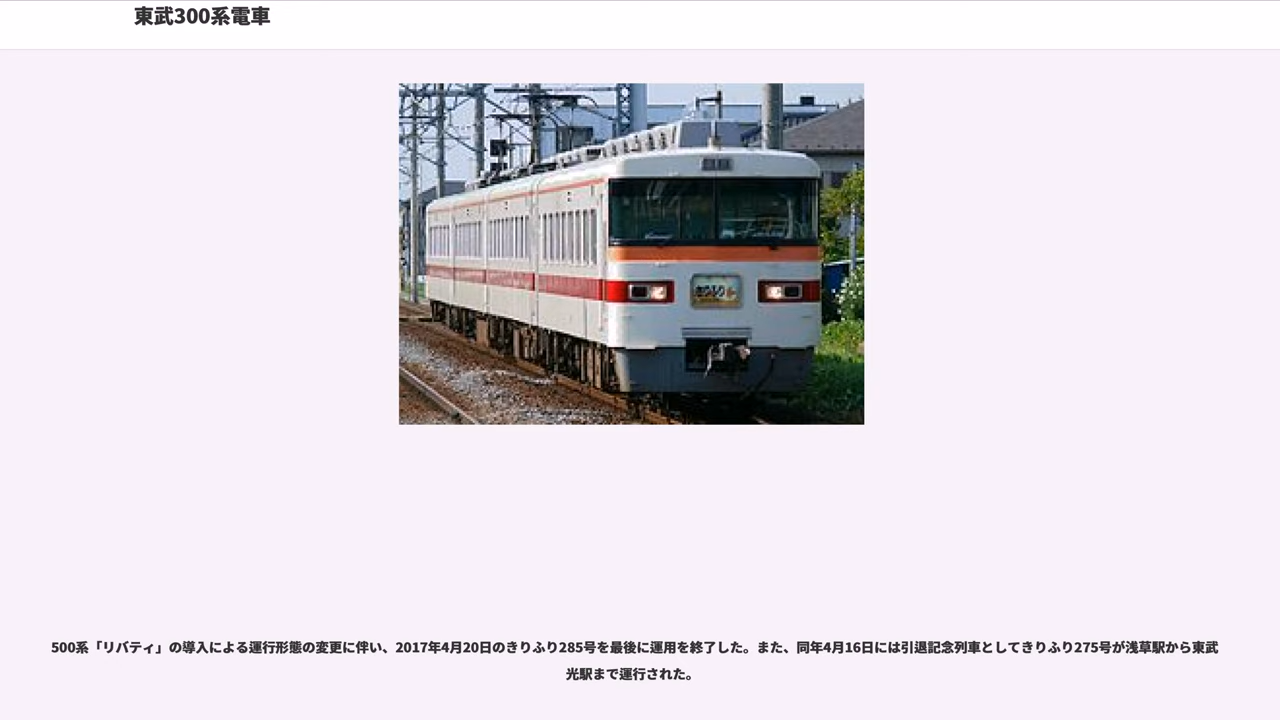 東武300系電車
きりふり
500系「リバティ」の導入による運行形態の変更に伴い、2017年4月20日のきりふり285号を最後に運用を終了した。また、同年4月16日には引退記念列車としてきりふり275号が浅草駅から東武
光駅まで運行された。